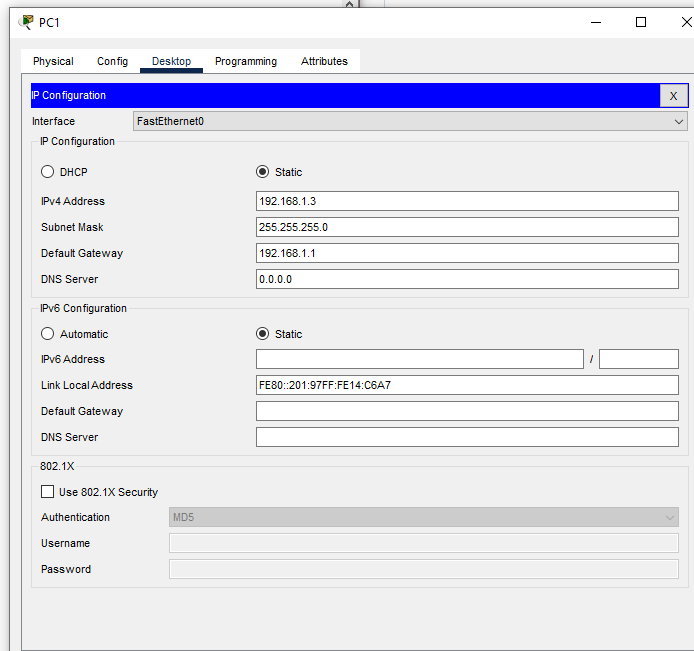 PC1
Physical Config Desktop Programming Attributes
IP Configuration X
Interface FastEthernet0
IP Configuration
DHCP Static
IPv4 Address 192.168.1.3
Subnet Mask 255.255.255.0
Default Gateway 192.168.1.1
DNS Server 0.0.0.0
IPv6 Configuration
Automatic Static
IPv6 Address /
Link Local Address FE80::201:97FF:FE14:C6A7
Default Gateway
DNS Server
802.1X
Use 802.1X Security
Authentication MD5
Username
Password